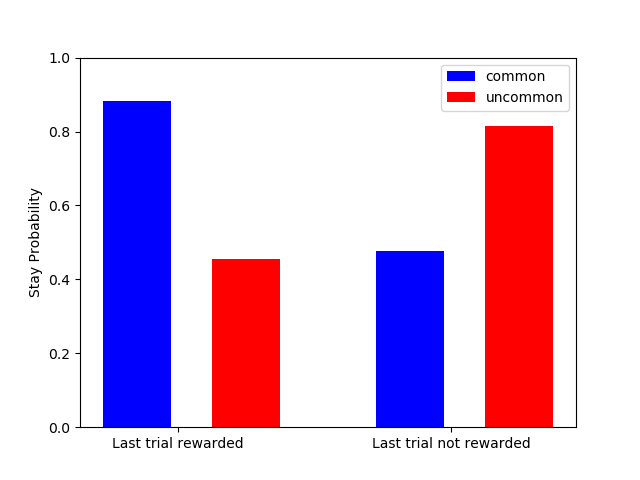 1.0
0.8
0.6
0.4
0.2
0.0
Stay Probability
common
uncommon
Last trial rewarded
Last trial not rewarded